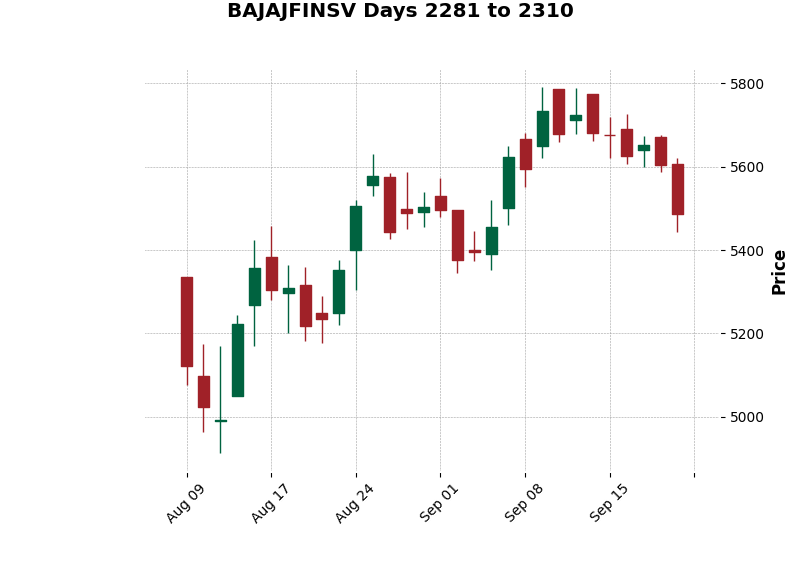 BAJAJFINSV Days 2281 to 2310
5800
5600
5400
5200
5000
Price
Aug 09
Aug 17
Aug 24
Sep 01
Sep 08
Sep 15